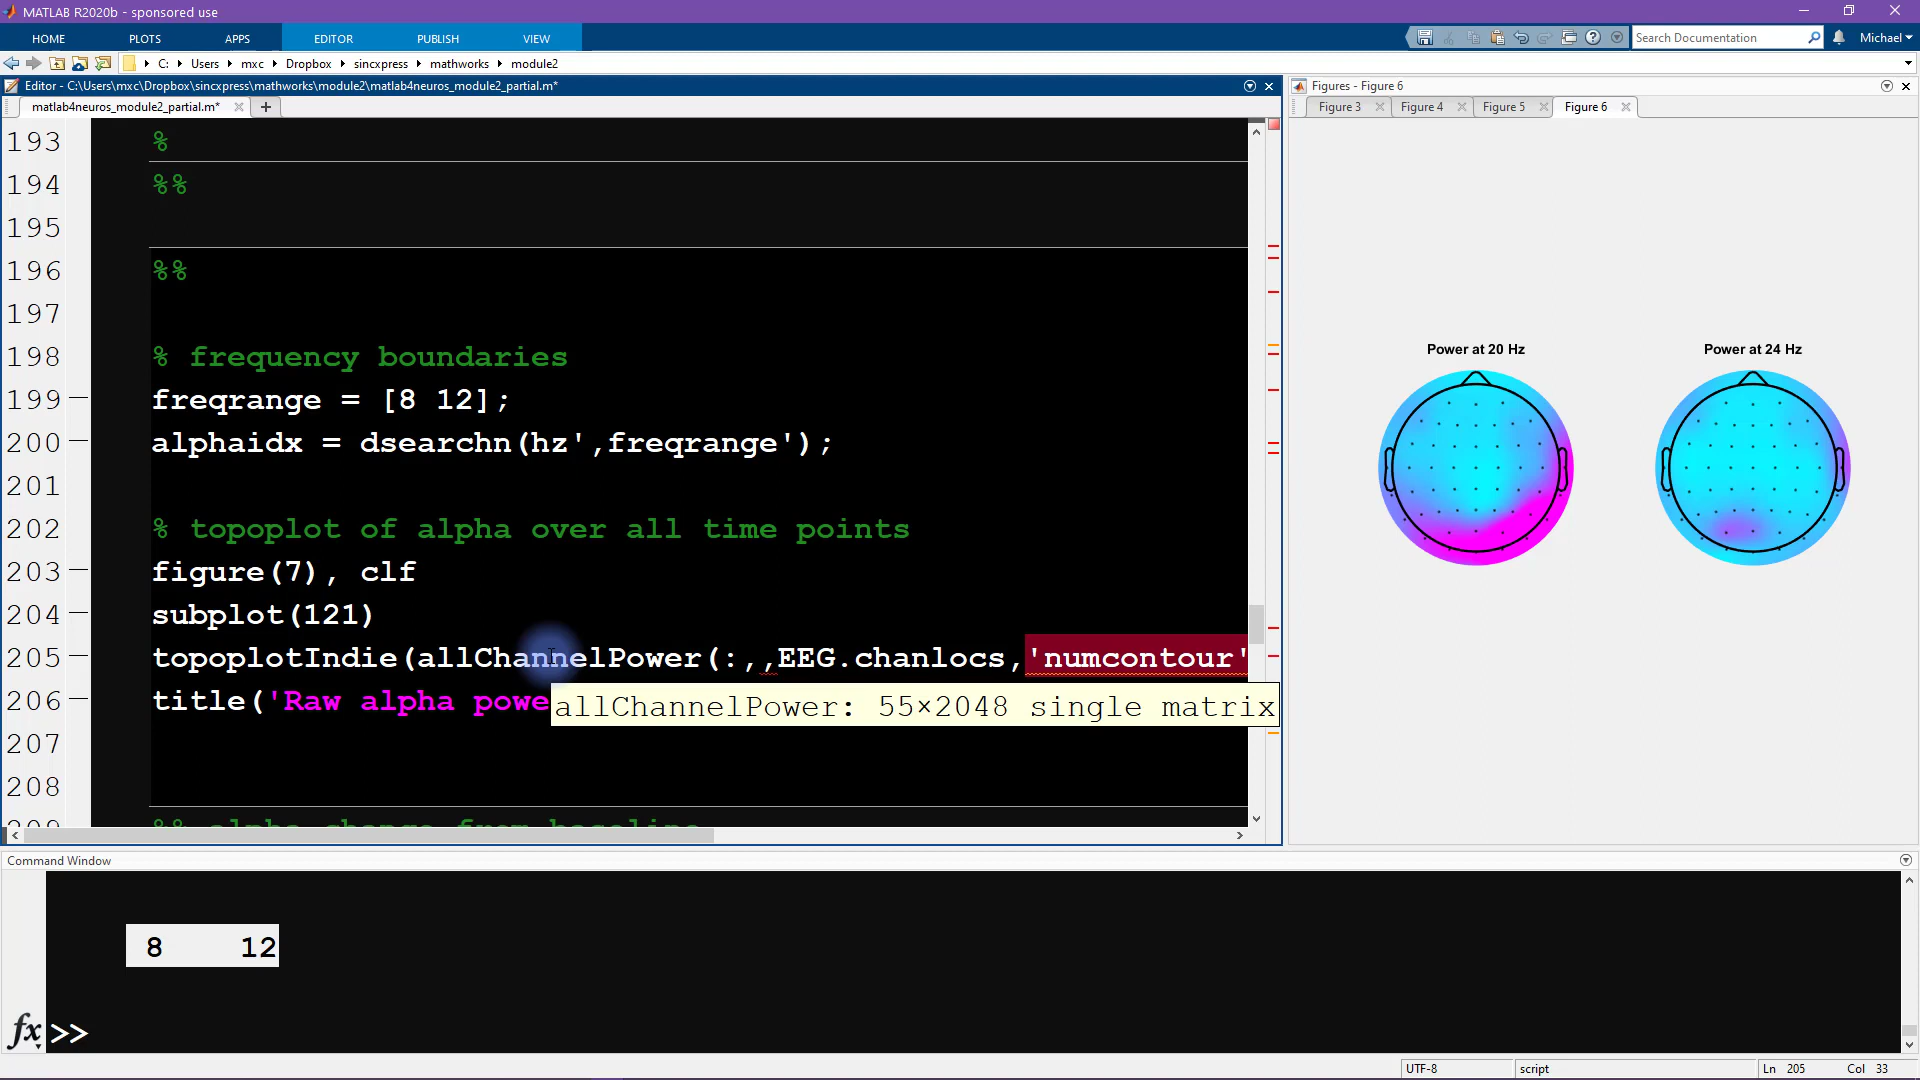 MATLAB R2020b - sponsored use
HOME PLOTS APPS EDITOR PUBLISH VIEW Search Documentation Michael
C: Users mxc Dropbox sincxpress mathworks module2
Editor - C:\Users\mxc\Dropbox\sincxpress\mathworks\module2\matlab4neuros_module2_partial.m*
matlab4neuros_module2_partial.m*
193 %
194 %%
195
196 %%
197
198 % frequency boundaries
199 freqrange = [8 12];
200 alphaidx = dsearchn(hz',freqrange');
201
202 % topoplot of alpha over all time points
203 figure(7), clf
204 subplot(121)
205 topoplotIndie(allChannelPower(:,,EEG.chanlocs,'numcontour'
206 title('Raw alpha powe
allChannelPower: 55×2048 single matrix
207
208
209 %% alpha change from baseline
Figures - Figure 6
Figure 3 Figure 4 Figure 5 Figure 6
Power at 20 Hz Power at 24 Hz
Command Window
8 12
fx >>
UTF-8 script Ln 205 Col 33